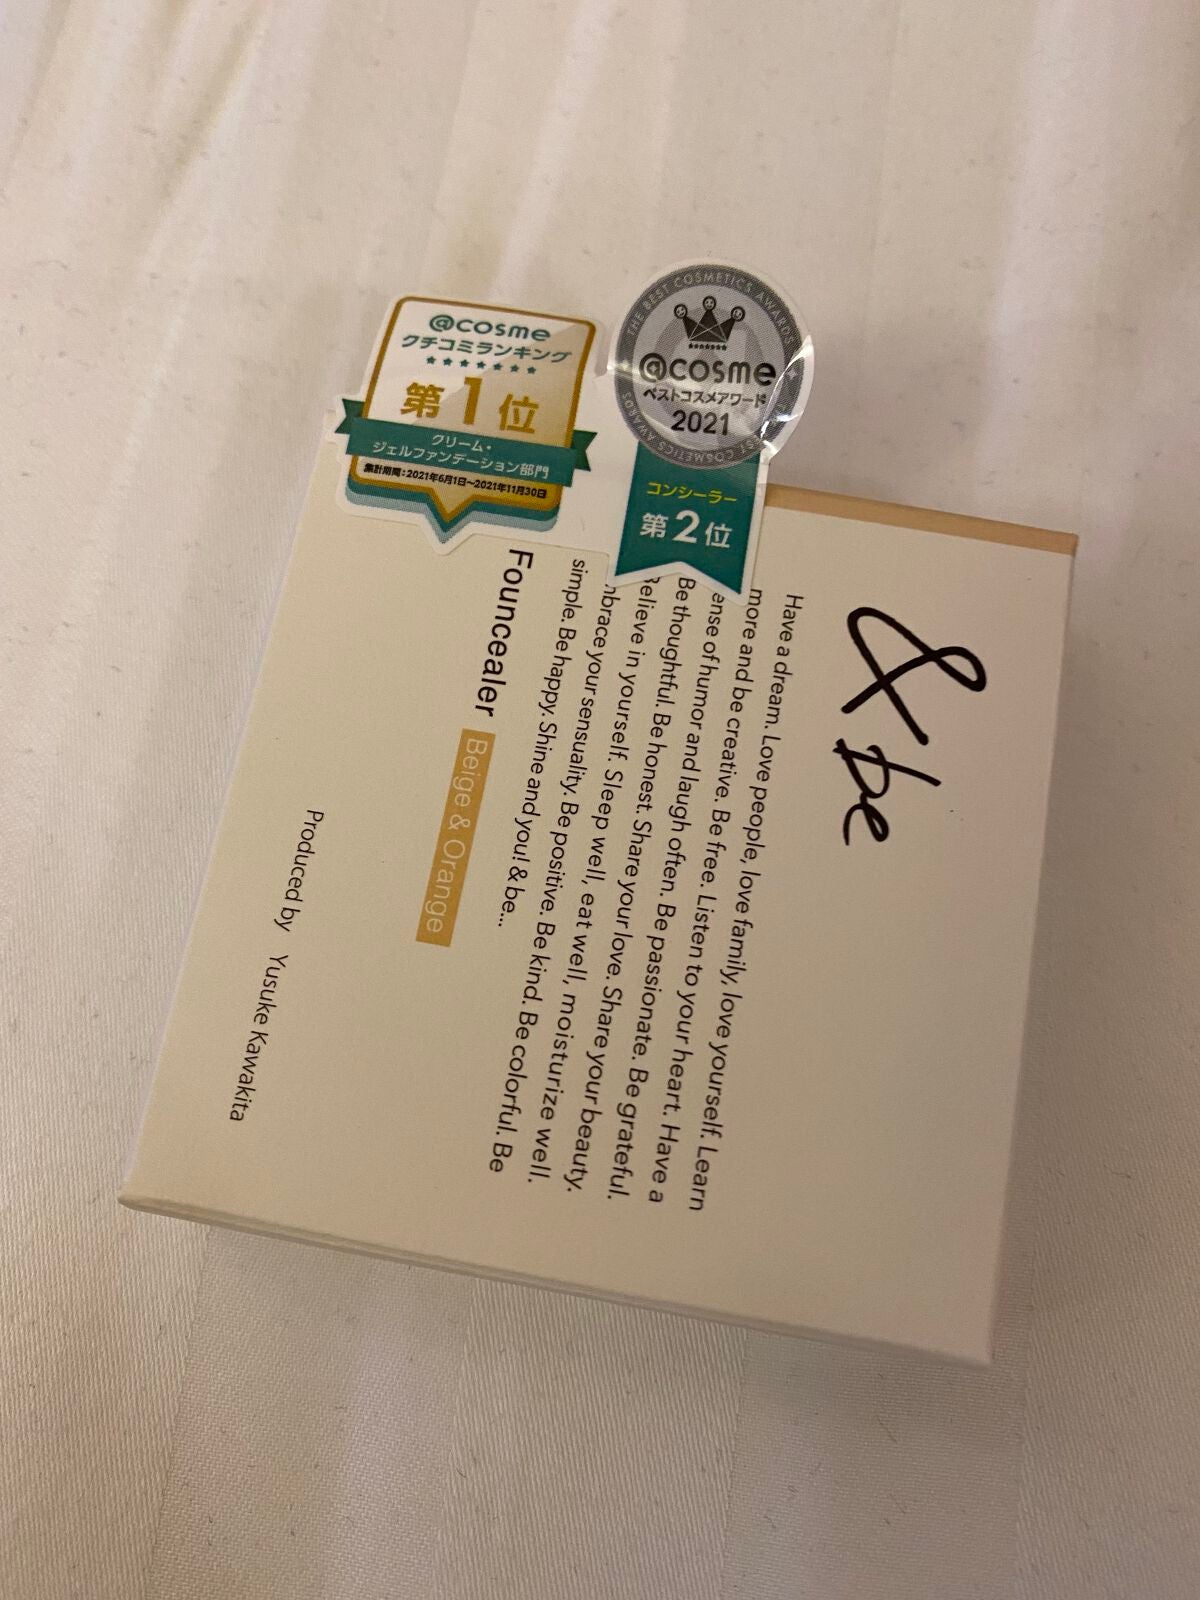 @cosme
クチコミランキング
第1位
クリーム・
ジェルファンデーション部門
集計期間:2021年6月1日〜2021年11月30日
THE BEST COSMETICS AWARDS
@cosme
ベストコスメアワード
2021
BEST COSMETICS AWARDS
コンシーラー
第2位
& be
Have a dream. Love people, love family, love yourself. Learn
more and be creative. Be free. Listen to your heart. Have a
ense of humor and laugh often. Be passionate. Be grateful.
Be thoughtful. Be honest. Share your love. Share your beauty.
Believe in yourself. Sleep well, eat well, moisturize well.
mbrace your sensuality. Be positive. Be kind. Be colorful. Be
simple. Be happy. Shine and you! & be...
Founcealer Beige & Orange
Produced by Yusuke Kawakita